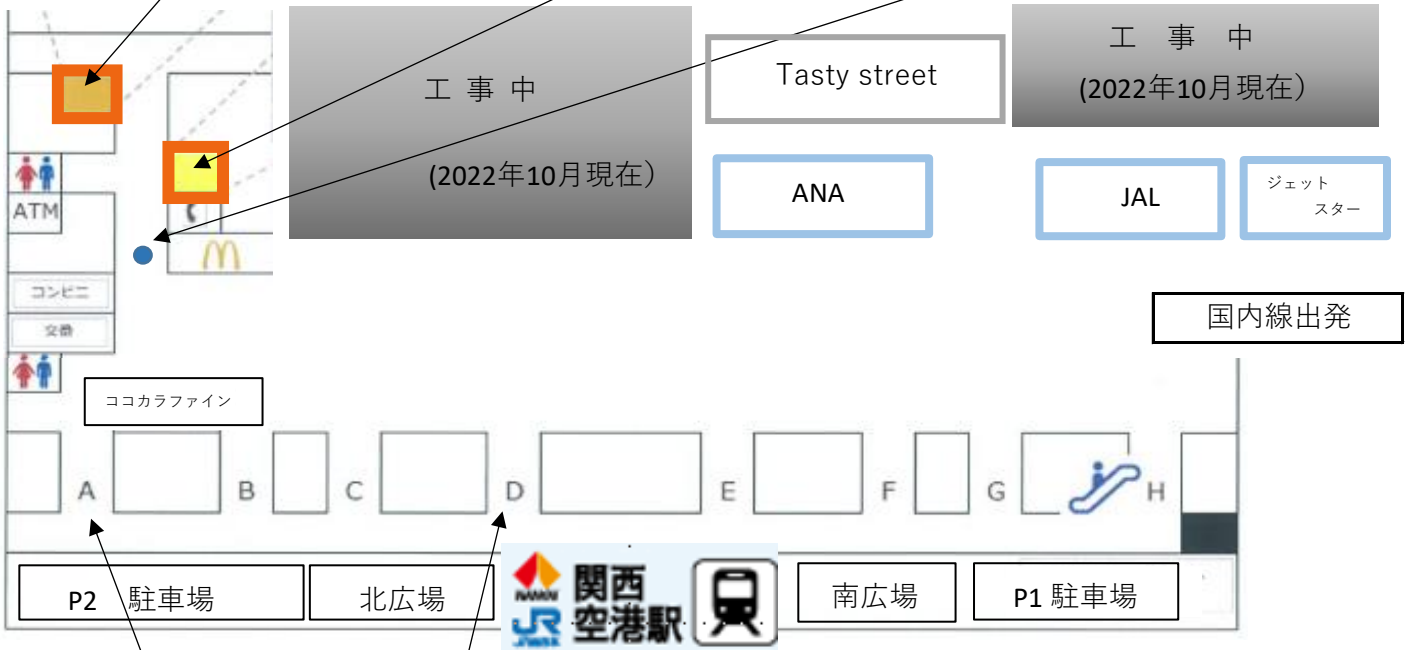 工 事 中
(2022年10月現在）
Tasty street
工 事 中
(2022年10月現在）
ANA
JAL
ジェット
スター
ATM
コンビニ
交番
国内線出発
ココカラファイン
A
B
C
D
E
F
G
H
P2 駐車場
北広場
NANKAI
JR
関西
空港駅
南広場
P1 駐車場